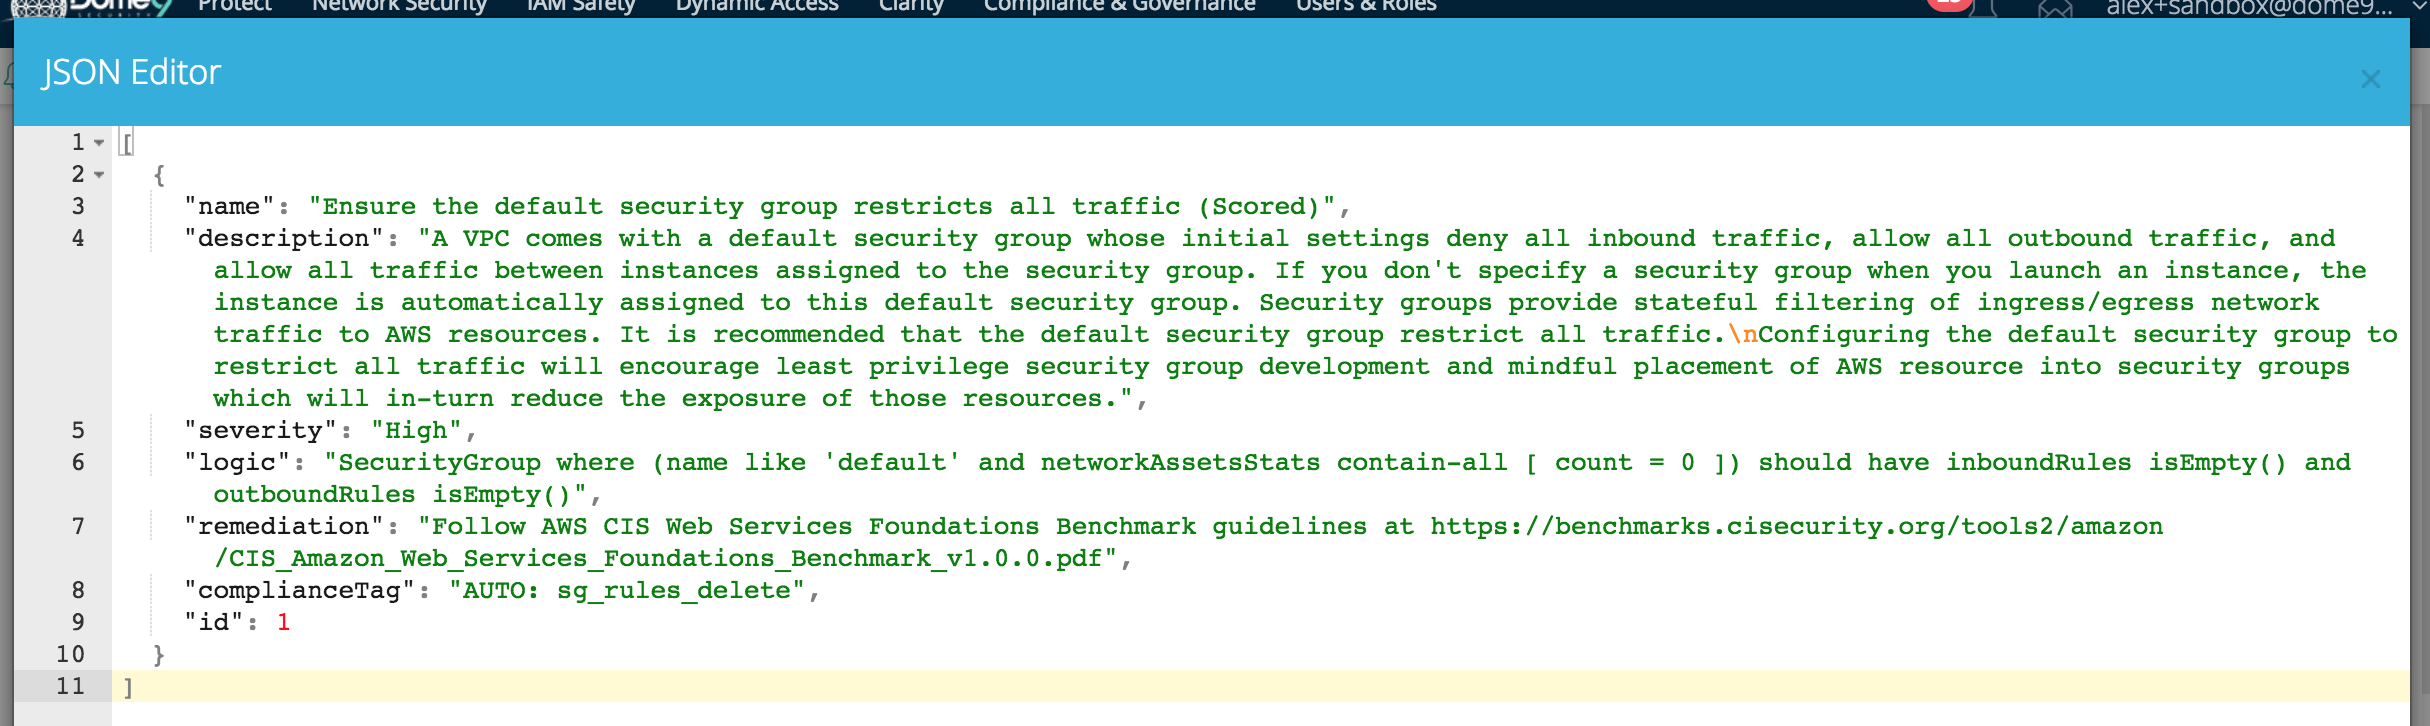 Dome9
SECURITY
Protect
Network Security
IAM Safety
Dynamic Access
Clarity
Compliance & Governance
Users & Roles
alex+sandbox@dome9...
JSON Editor
1 [
2 {
3 "name": "Ensure the default security group restricts all traffic (Scored)",
4 "description": "A VPC comes with a default security group whose initial settings deny all inbound traffic, allow all outbound traffic, and
allow all traffic between instances assigned to the security group. If you don't specify a security group when you launch an instance, the
instance is automatically assigned to this default security group. Security groups provide stateful filtering of ingress/egress network
traffic to AWS resources. It is recommended that the default security group restrict all traffic.\nConfiguring the default security group to
restrict all traffic will encourage least privilege security group development and mindful placement of AWS resource into security groups
which will in-turn reduce the exposure of those resources.",
5 "severity": "High",
6 "logic": "SecurityGroup where (name like 'default' and networkAssetsStats contain-all [ count = 0 ]) should have inboundRules isEmpty() and
outboundRules isEmpty()",
7 "remediation": "Follow AWS CIS Web Services Foundations Benchmark guidelines at https://benchmarks.cisecurity.org/tools2/amazon
/CIS_Amazon_Web_Services_Foundations_Benchmark_v1.0.0.pdf",
8 "complianceTag": "AUTO: sg_rules_delete",
9 "id": 1
10 }
11 ]